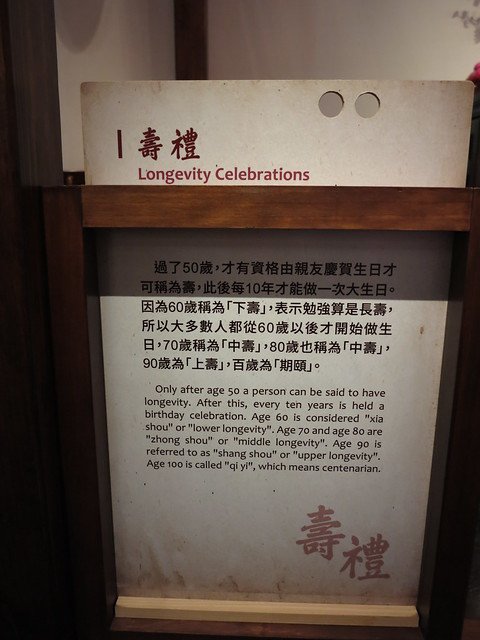 壽禮
Longevity Celebrations
過了50歲，才有資格由親友慶賀生日才
可稱為壽，此後每10年才能做一次大生日。
因為60歲稱為「下壽」，表示勉強算是長壽，
所以大多數人都從60歲以後才開始做生
日，70歲稱為「中壽」，80歲也稱為「中壽」，
90歲為「上壽」，百歲為「期頤」。
Only after age 50 a person can be said to have
longevity. After this, every ten years is held a
birthday celebration. Age 60 is considered "xia
shou" or "lower longevity". Age 70 and age 80 are
"zhong shou" or "middle longevity". Age 90 is
referred to as "shang shou" or "upper longevity".
Age 100 is called "qi yi", which means centenarian.
壽禮